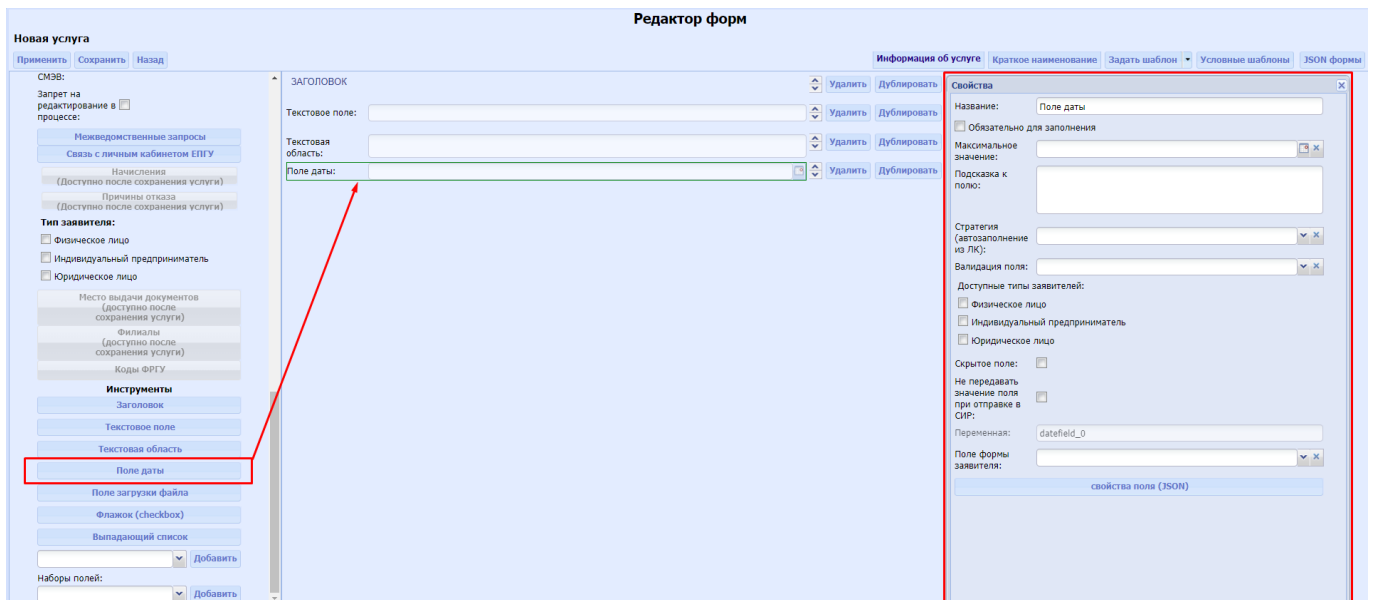 Редактор форм
Новая услуга
Применить Сохранить Назад
Информация об услуге Краткое наименование Задать шаблон Условные шаблоны JSON формы
СМЭВ:
Запрет на
редактирование в
процессе:
Межведомственные запросы
Связь с личным кабинетом ЕПГУ
Начисления
(Доступно после сохранения услуги)
Причины отказа
(Доступно после сохранения услуги)
Тип заявителя:
Физическое лицо
Индивидуальный предприниматель
Юридическое лицо
Место выдачи документов
(доступно после
сохранения услуги)
Филиалы
(доступно после
сохранения услуги)
Коды ФРГУ
Инструменты
Заголовок
Текстовое поле
Текстовая область
Поле даты
Поле загрузки файла
Флажок (checkbox)
Выпадающий список
Добавить
Наборы полей:
Добавить
ЗАГОЛОВОК
Удалить Дублировать
Текстовое поле:
Удалить Дублировать
Текстовая
область:
Удалить Дублировать
Поле даты:
Удалить Дублировать
Свойства
Название: Поле даты
Обязательно для заполнения
Максимальное
значение:
Подсказка к
полю:
Стратегия
(автозаполнение
из ЛК):
Валидация поля:
Доступные типы заявителей:
Физическое лицо
Индивидуальный предприниматель
Юридическое лицо
Скрытое поле:
Не передавать
значение поля
при отправке в
СИР:
Переменная: datefield_0
Поле формы
заявителя:
свойства поля (JSON)